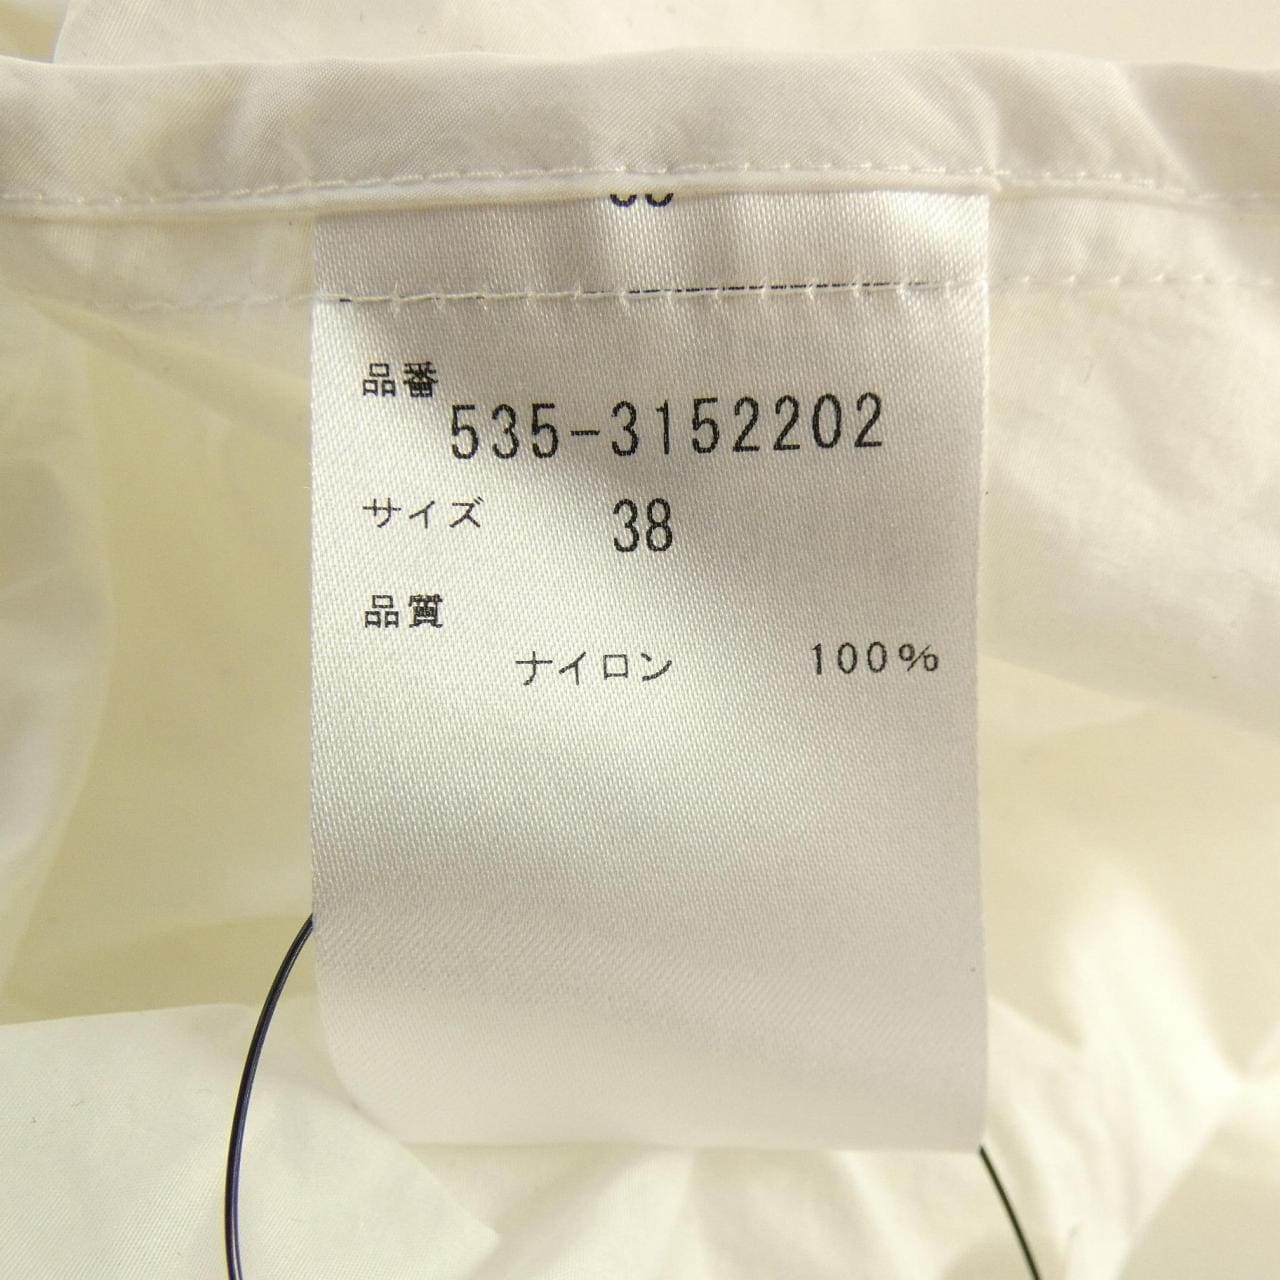 品番
535-3152202
サイズ 38
品質
ナイロン 100%